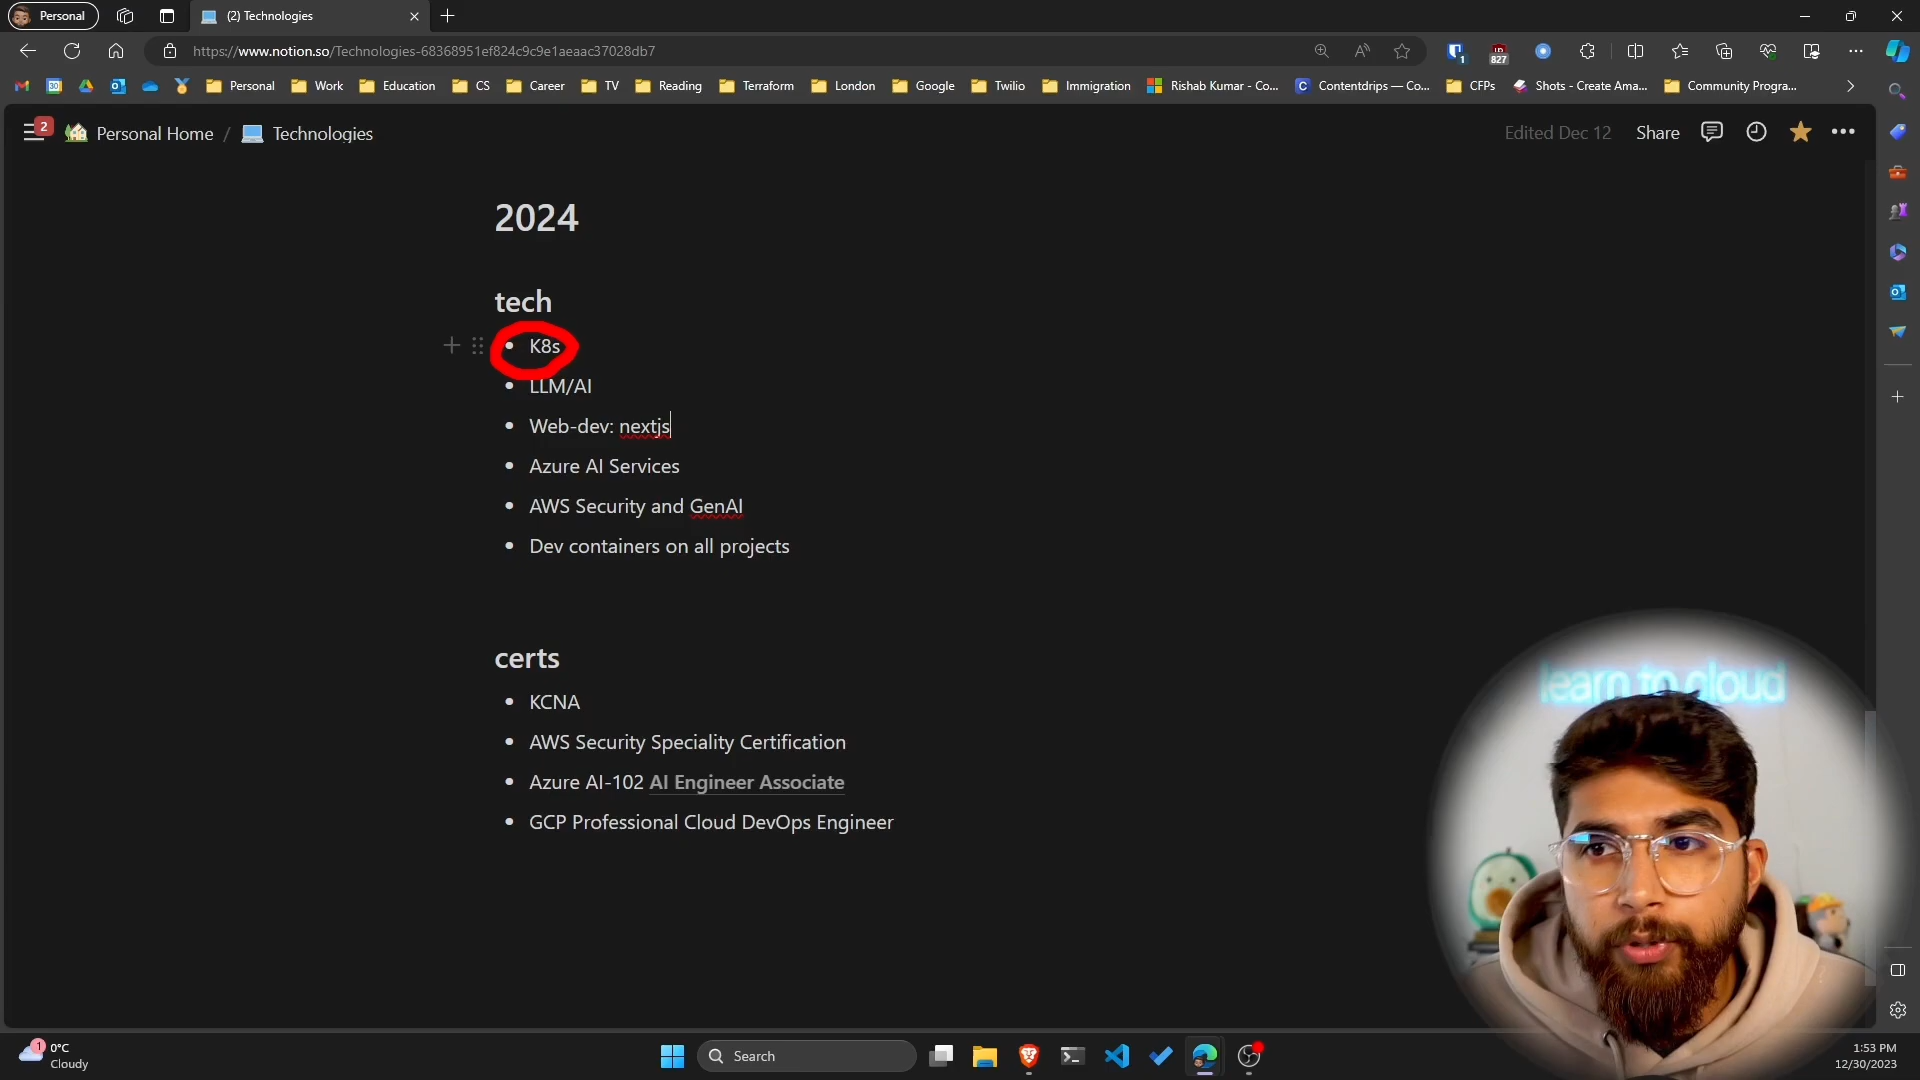 Personal
(2) Technologies
https://www.notion.so/Technologies-68368951ef824c9c9e1aeaac37028db7
1
827
Personal Work Education CS Career TV Reading Terraform London Google Twilio Immigration Rishab Kumar - Co... Contentdrips — Co... CFPs Shots - Create Ama... Community Progra...
2 Personal Home / Technologies
Edited Dec 12 Share
2024
tech
K8s
LLM/AI
Web-dev: nextjs
Azure AI Services
AWS Security and GenAI
Dev containers on all projects
certs
KCNA
AWS Security Speciality Certification
Azure AI-102 AI Engineer Associate
GCP Professional Cloud DevOps Engineer
learn to cloud
1
0°C
Cloudy
Search
1:53 PM
12/30/2023